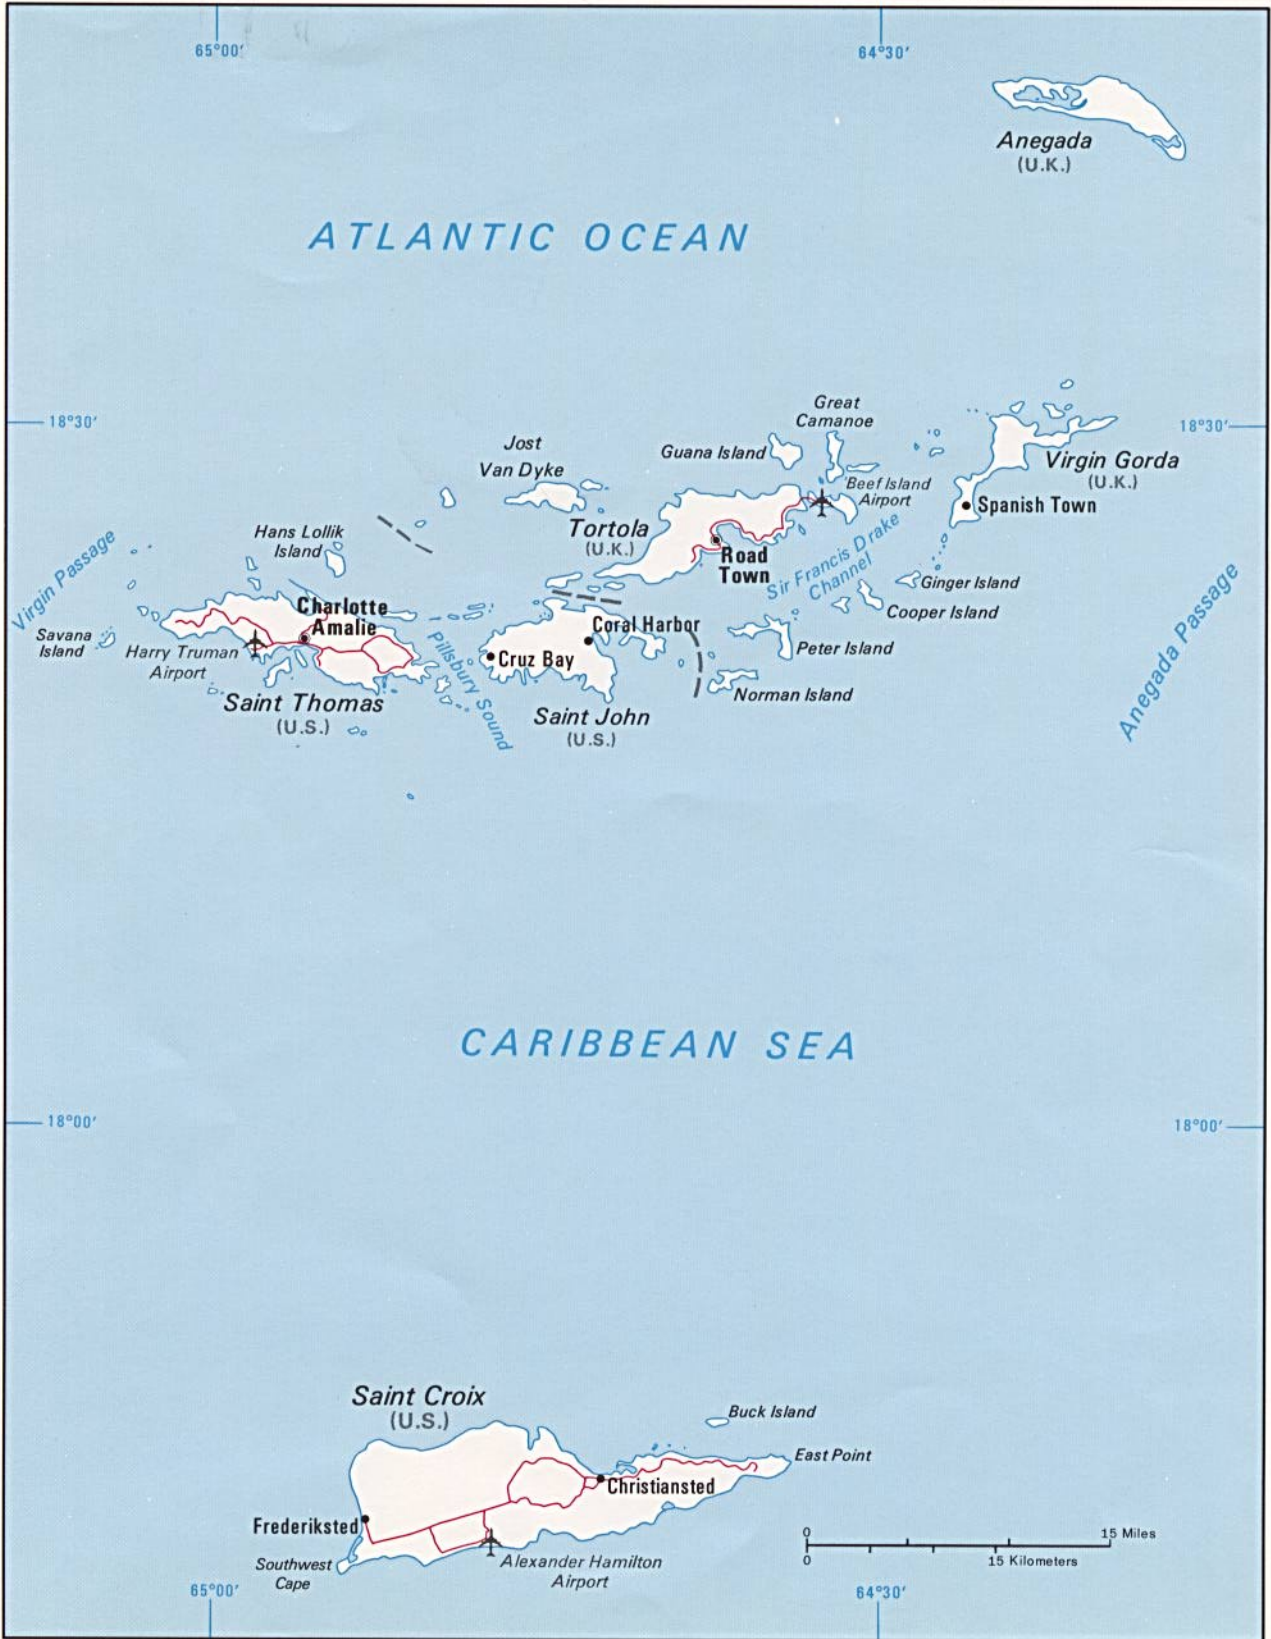 65°00'
64°30'
Anegada
(U.K.)
ATLANTIC OCEAN
Great
Camanoe
18°30'
18°30'
Jost
Van Dyke
Guana Island
Virgin Gorda
(U.K.)
Beef Island
Airport
Spanish Town
Hans Lollik
Island
Tortola
(U.K.)
Road
Town
Sir Francis Drake
Channel
Virgin Passage
Ginger Island
Cooper Island
Anegada Passage
Charlotte
Amalie
Savana
Island
Harry Truman
Airport
Pillsbury Sound
Coral Harbor
Cruz Bay
Peter Island
Norman Island
Saint Thomas
(U.S.)
Saint John
(U.S.)
CARIBBEAN SEA
18°00'
18°00'
Saint Croix
(U.S.)
Buck Island
East Point
Christiansted
Frederiksted
Southwest
Cape
Alexander Hamilton
Airport
0 15 Miles
0 15 Kilometers
65°00'
64°30'